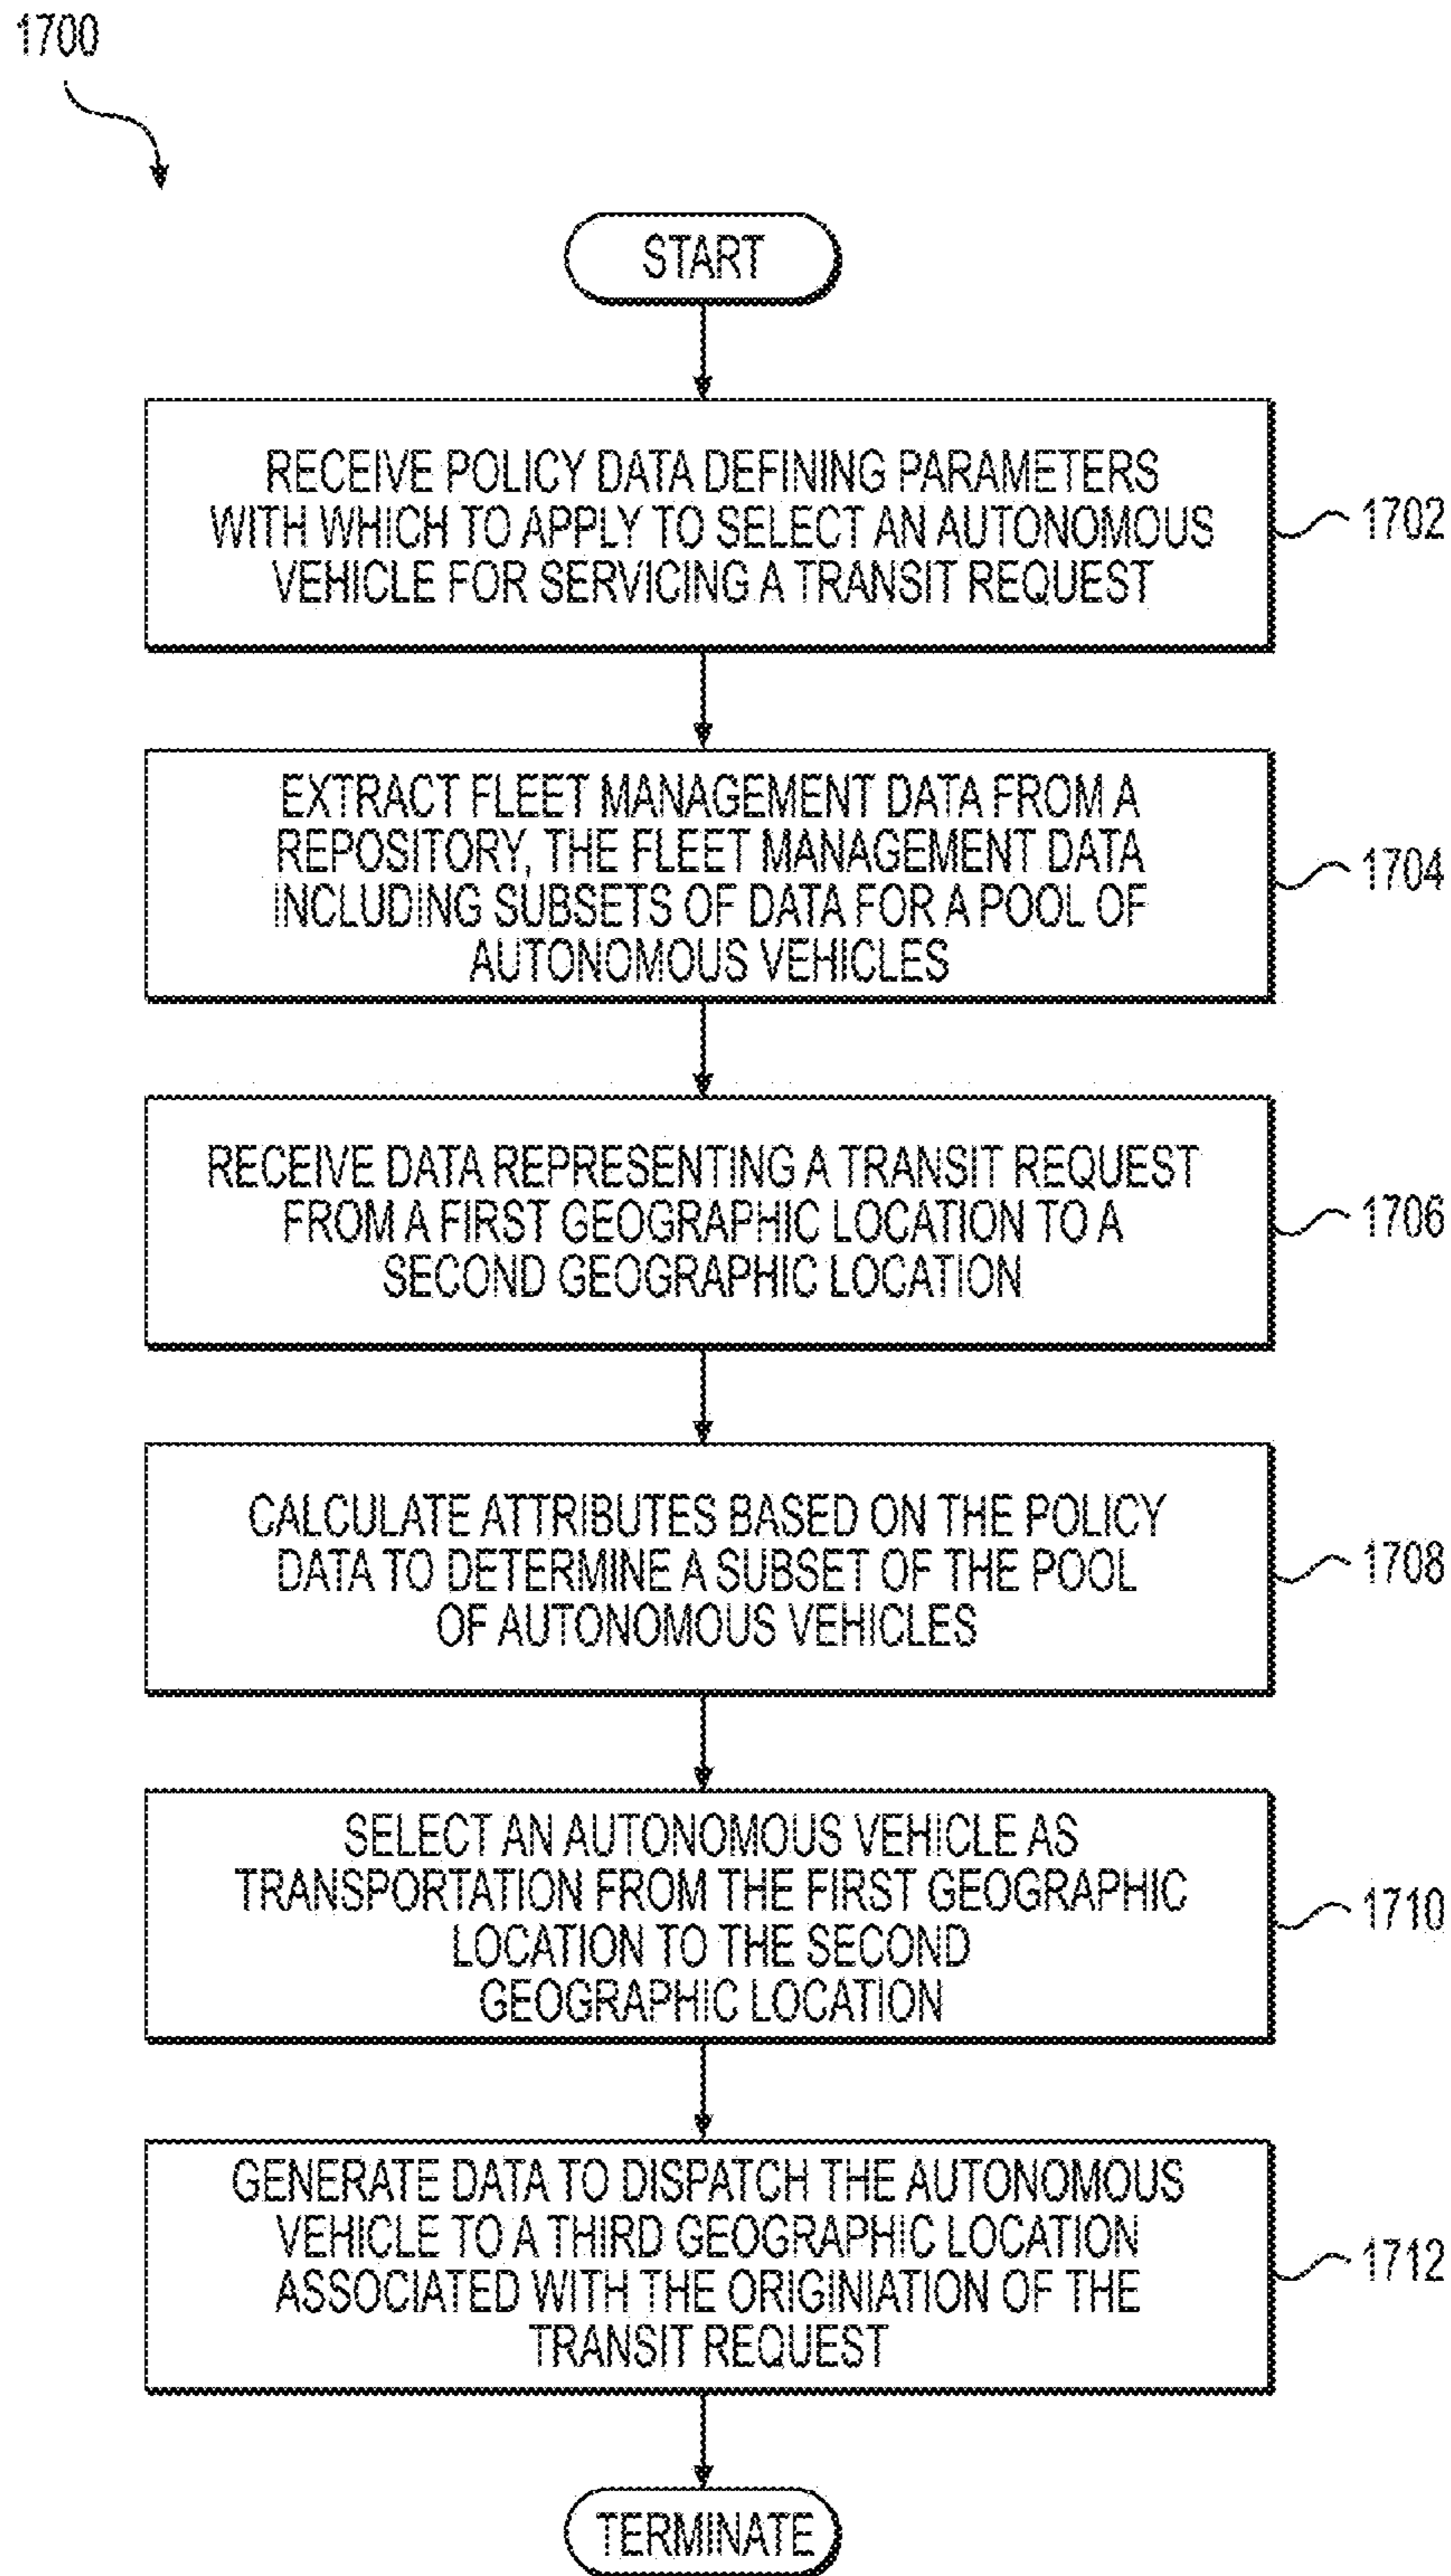 1700
START
RECEIVE POLICY DATA DEFINING PARAMETERS
WITH WHICH TO APPLY TO SELECT AN AUTONOMOUS
VEHICLE FOR SERVICING A TRANSIT REQUEST
1702
EXTRACT FLEET MANAGEMENT DATA FROM A
REPOSITORY, THE FLEET MANAGEMENT DATA
INCLUDING SUBSETS OF DATA FOR A POOL OF
AUTONOMOUS VEHICLES
1704
RECEIVE DATA REPRESENTING A TRANSIT REQUEST
FROM A FIRST GEOGRAPHIC LOCATION TO A
SECOND GEOGRAPHIC LOCATION
1706
CALCULATE ATTRIBUTES BASED ON THE POLICY
DATA TO DETERMINE A SUBSET OF THE POOL
OF AUTONOMOUS VEHICLES
1708
SELECT AN AUTONOMOUS VEHICLE AS
TRANSPORTATION FROM THE FIRST GEOGRAPHIC
LOCATION TO THE SECOND
GEOGRAPHIC LOCATION
1710
GENERATE DATA TO DISPATCH THE AUTONOMOUS
VEHICLE TO A THIRD GEOGRAPHIC LOCATION
ASSOCIATED WITH THE ORIGINIATION OF THE
TRANSIT REQUEST
1712
TERMINATE